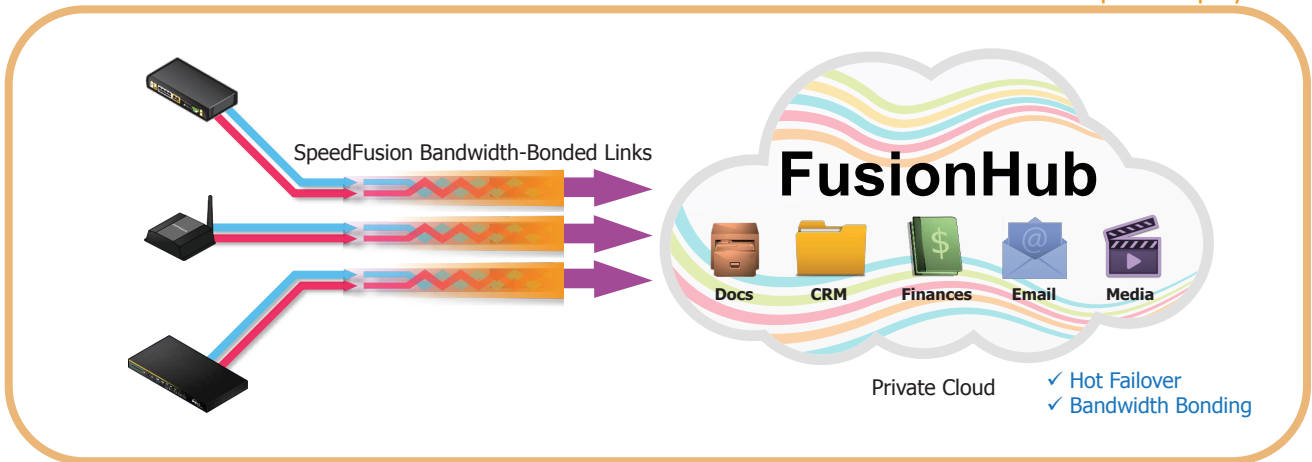 SpeedFusion Bandwidth-Bonded Links
FusionHub
Docs CRM Finances Email Media
Private Cloud
✓ Hot Failover
✓ Bandwidth Bonding